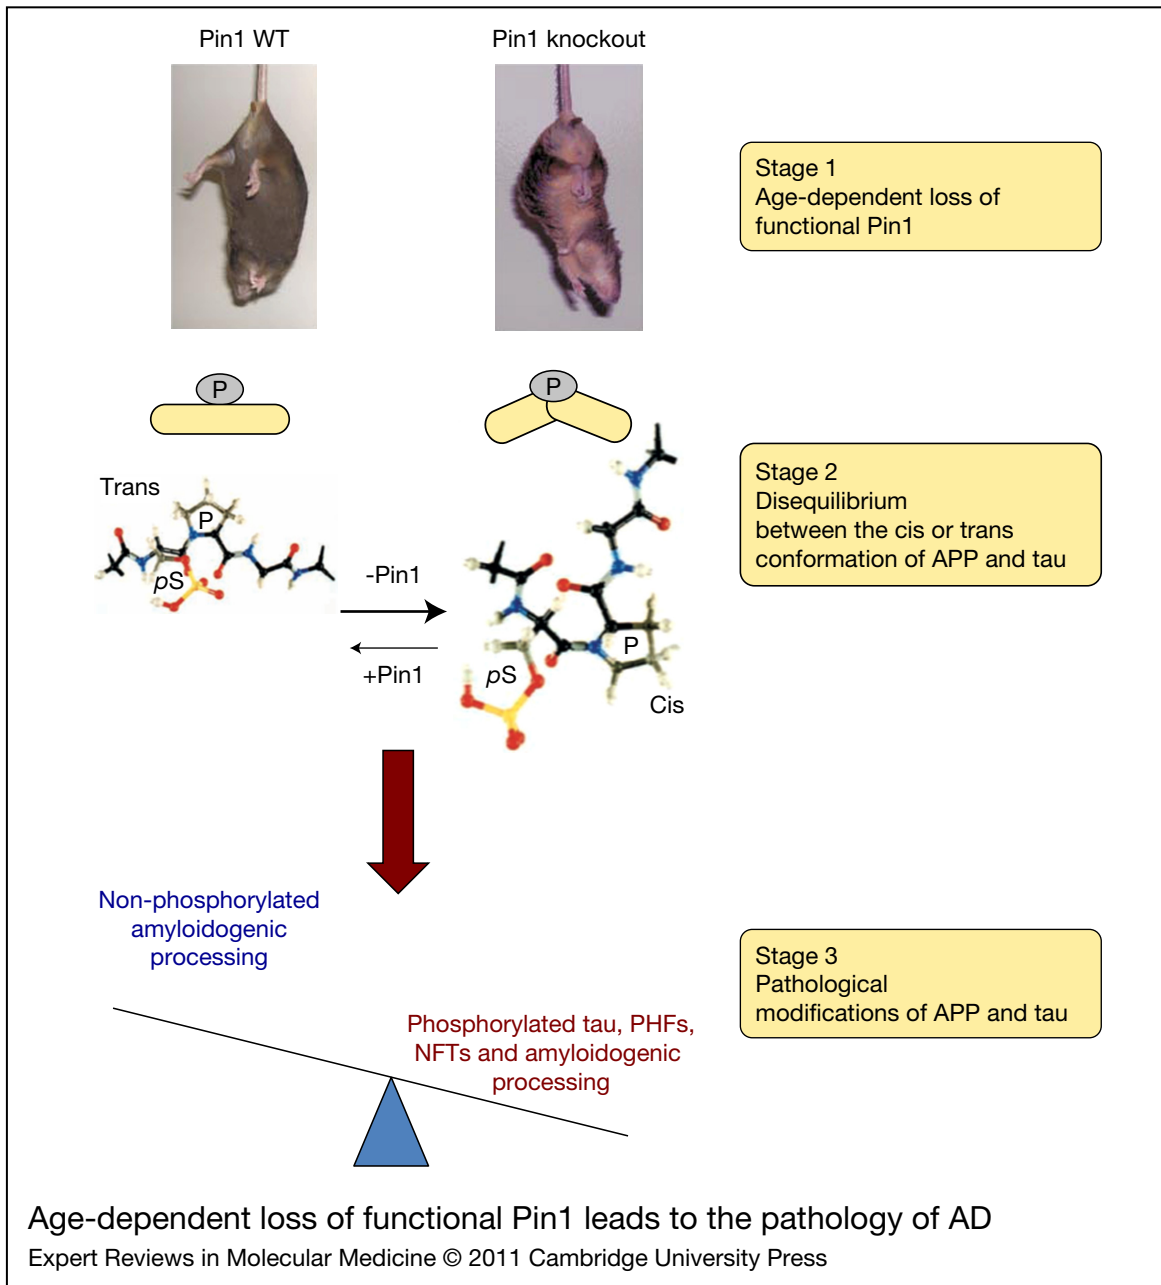 Pin1 WT
Pin1 knockout
Stage 1
Age-dependent loss of
functional Pin1
P
P
Stage 2
Disequilibrium
between the cis or trans
conformation of APP and tau
Trans
P
pS
-Pin1
+Pin1
P
pS
Cis
Non-phosphorylated
amyloidogenic
processing
Stage 3
Pathological
modifications of APP and tau
Phosphorylated tau, PHFs,
NFTs and amyloidogenic
processing
Age-dependent loss of functional Pin1 leads to the pathology of AD
Expert Reviews in Molecular Medicine © 2011 Cambridge University Press